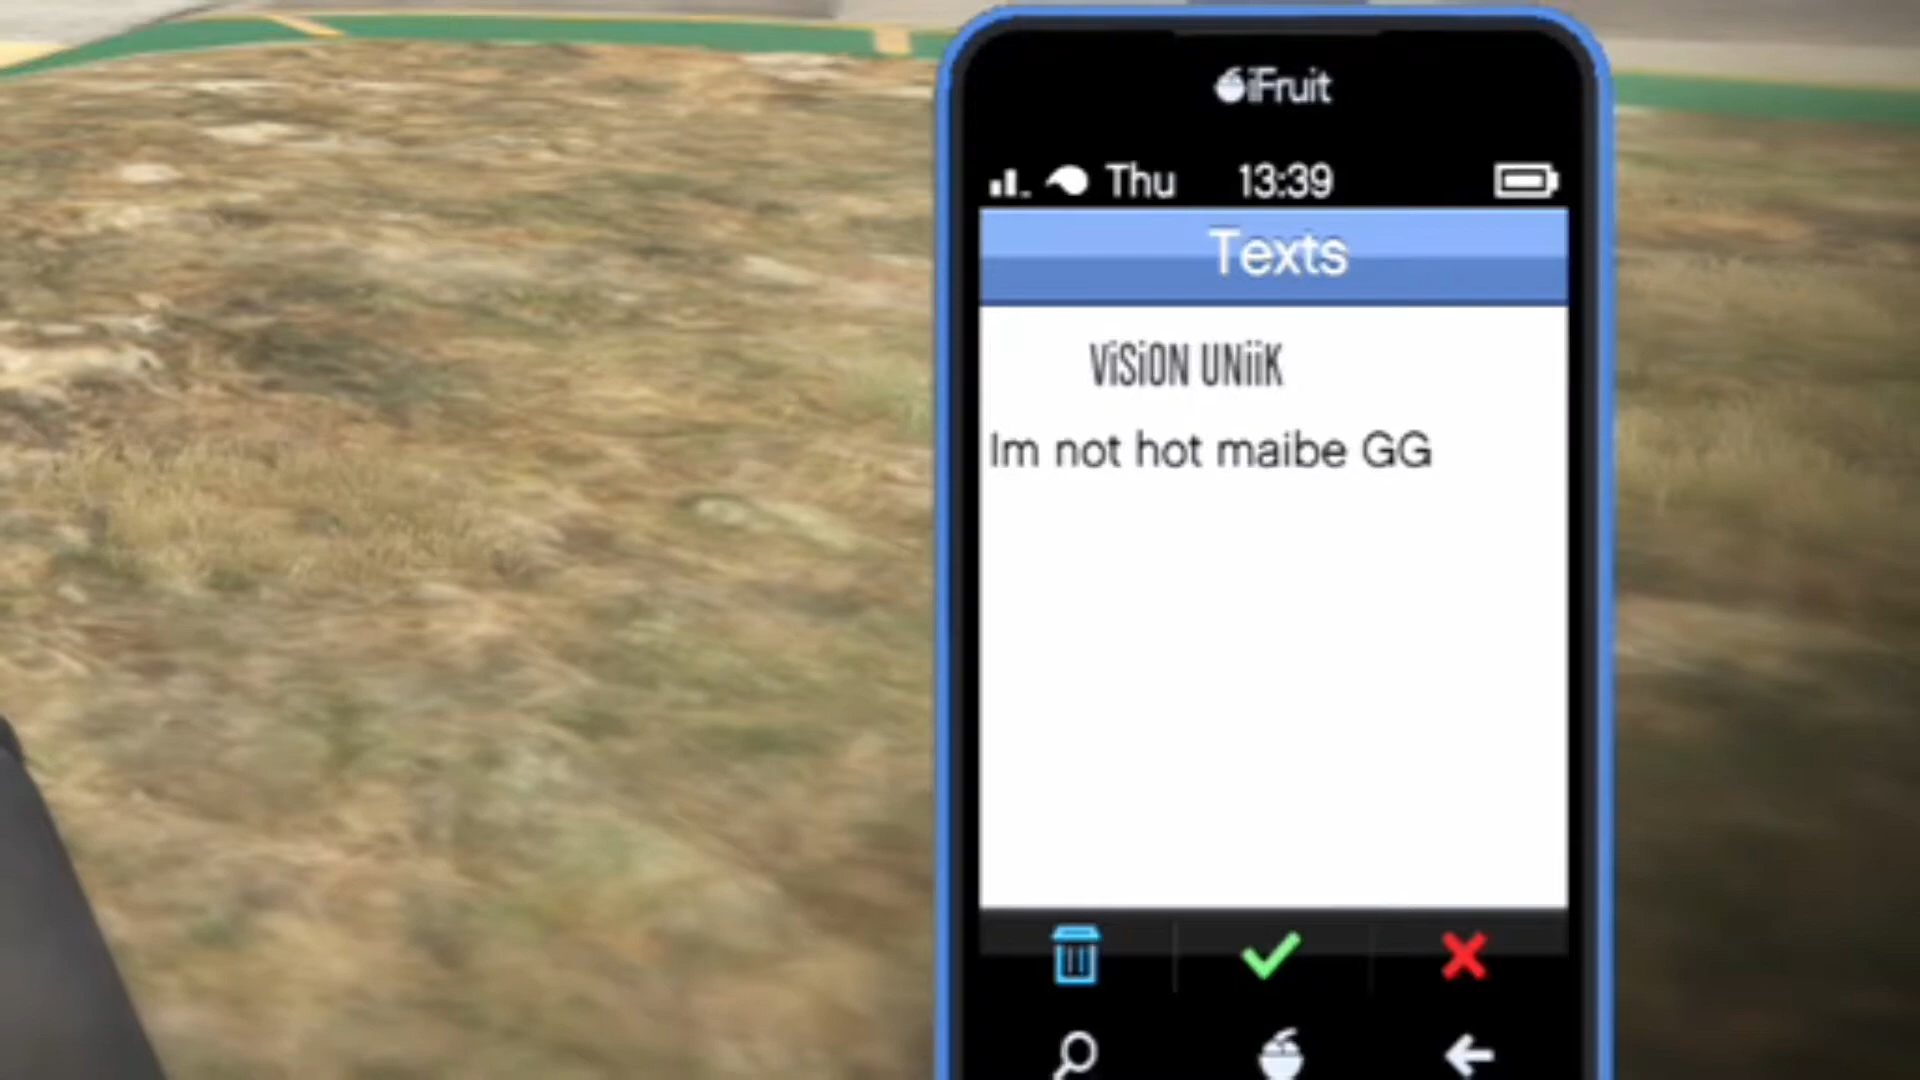 iFruit
Thu 13:39
Texts
ViSiON UNiiK
Im not hot maibe GG